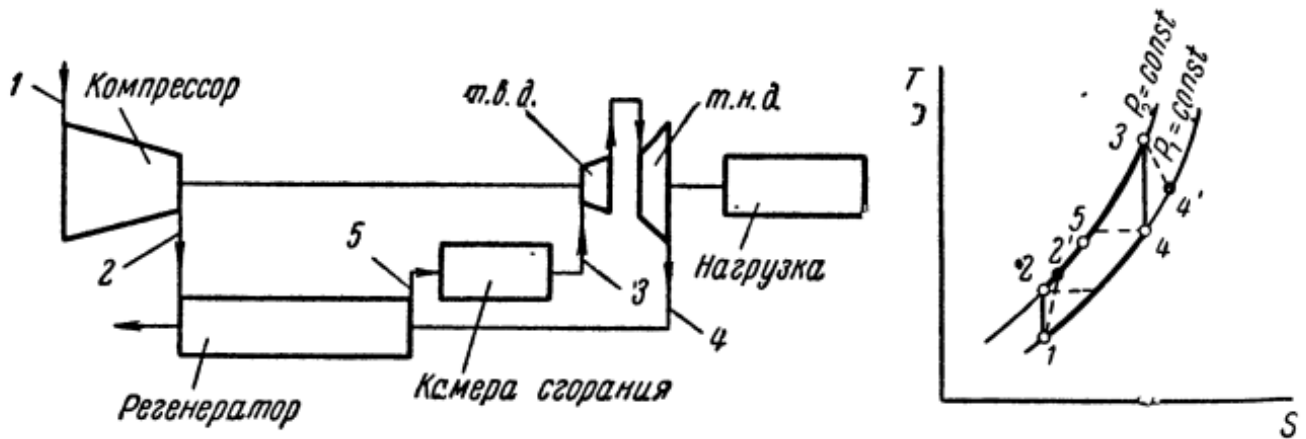 1
Компрессор
т.в.д.
т.н.д
2
5
3
4
Нагрузка
Регенератор
Камера сгорания
T
P₂=const
P₁=const
3
4'
5
4
2'
2
1
S